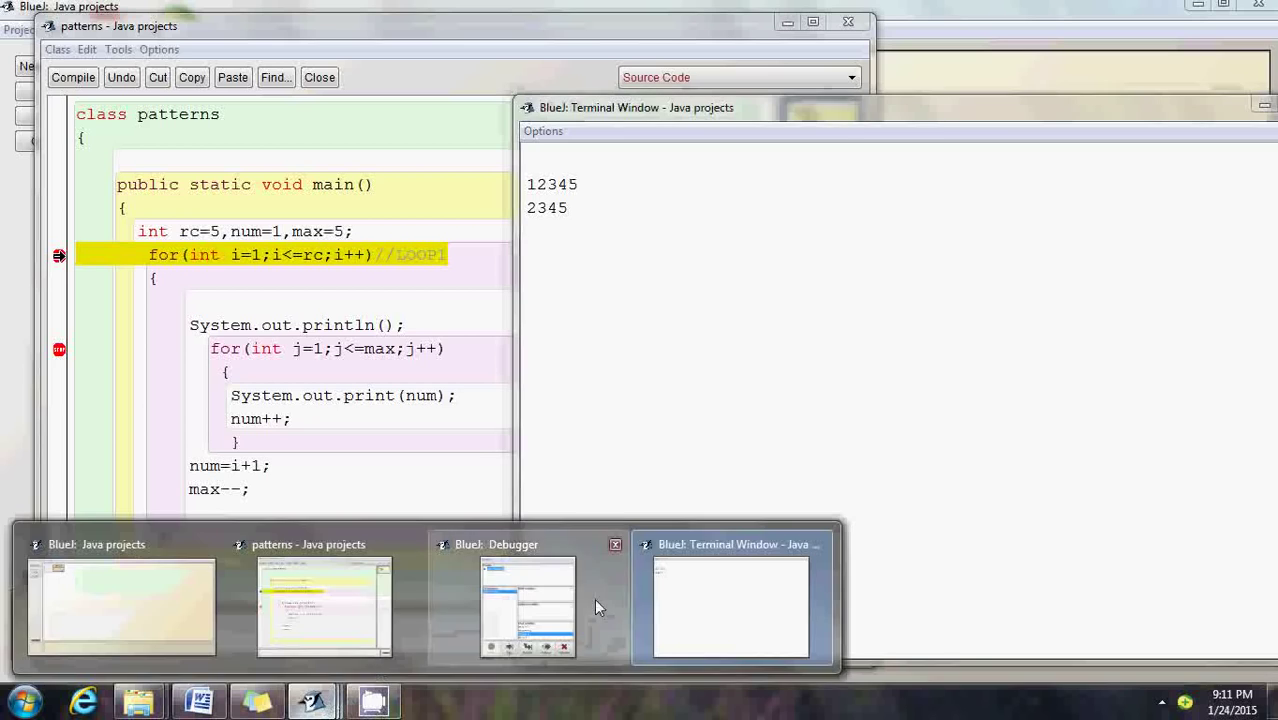 BlueJ: Java projects
patterns - Java projects
Class Edit Tools Options
Compile Undo Cut Copy Paste Find... Close
Source Code
BlueJ: Terminal Window - Java projects
Options
class patterns
{
public static void main()
{
int rc=5,num=1,max=5;
for(int i=1;i<=rc;i++)//LOOP1
{
System.out.println();
for(int j=1;j<=max;j++)
{
System.out.print(num);
num++;
}
num=i+1;
max--;
12345
2345
STOP
BlueJ: Java projects
patterns - Java projects
BlueJ: Debugger
BlueJ: Terminal Window - Java ...
9:11 PM
1/24/2015